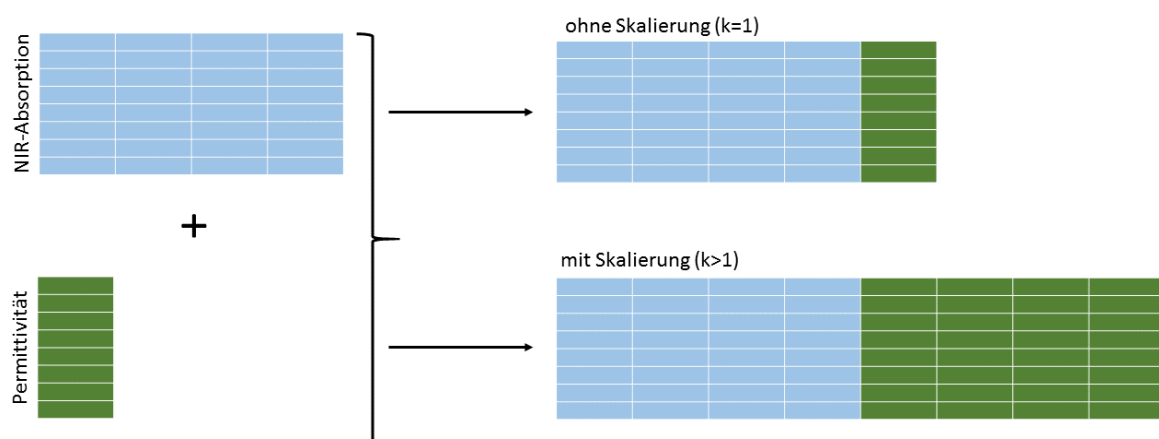 NIR-Absorption
+
Permittivität
ohne Skalierung (k=1)
mit Skalierung (k>1)